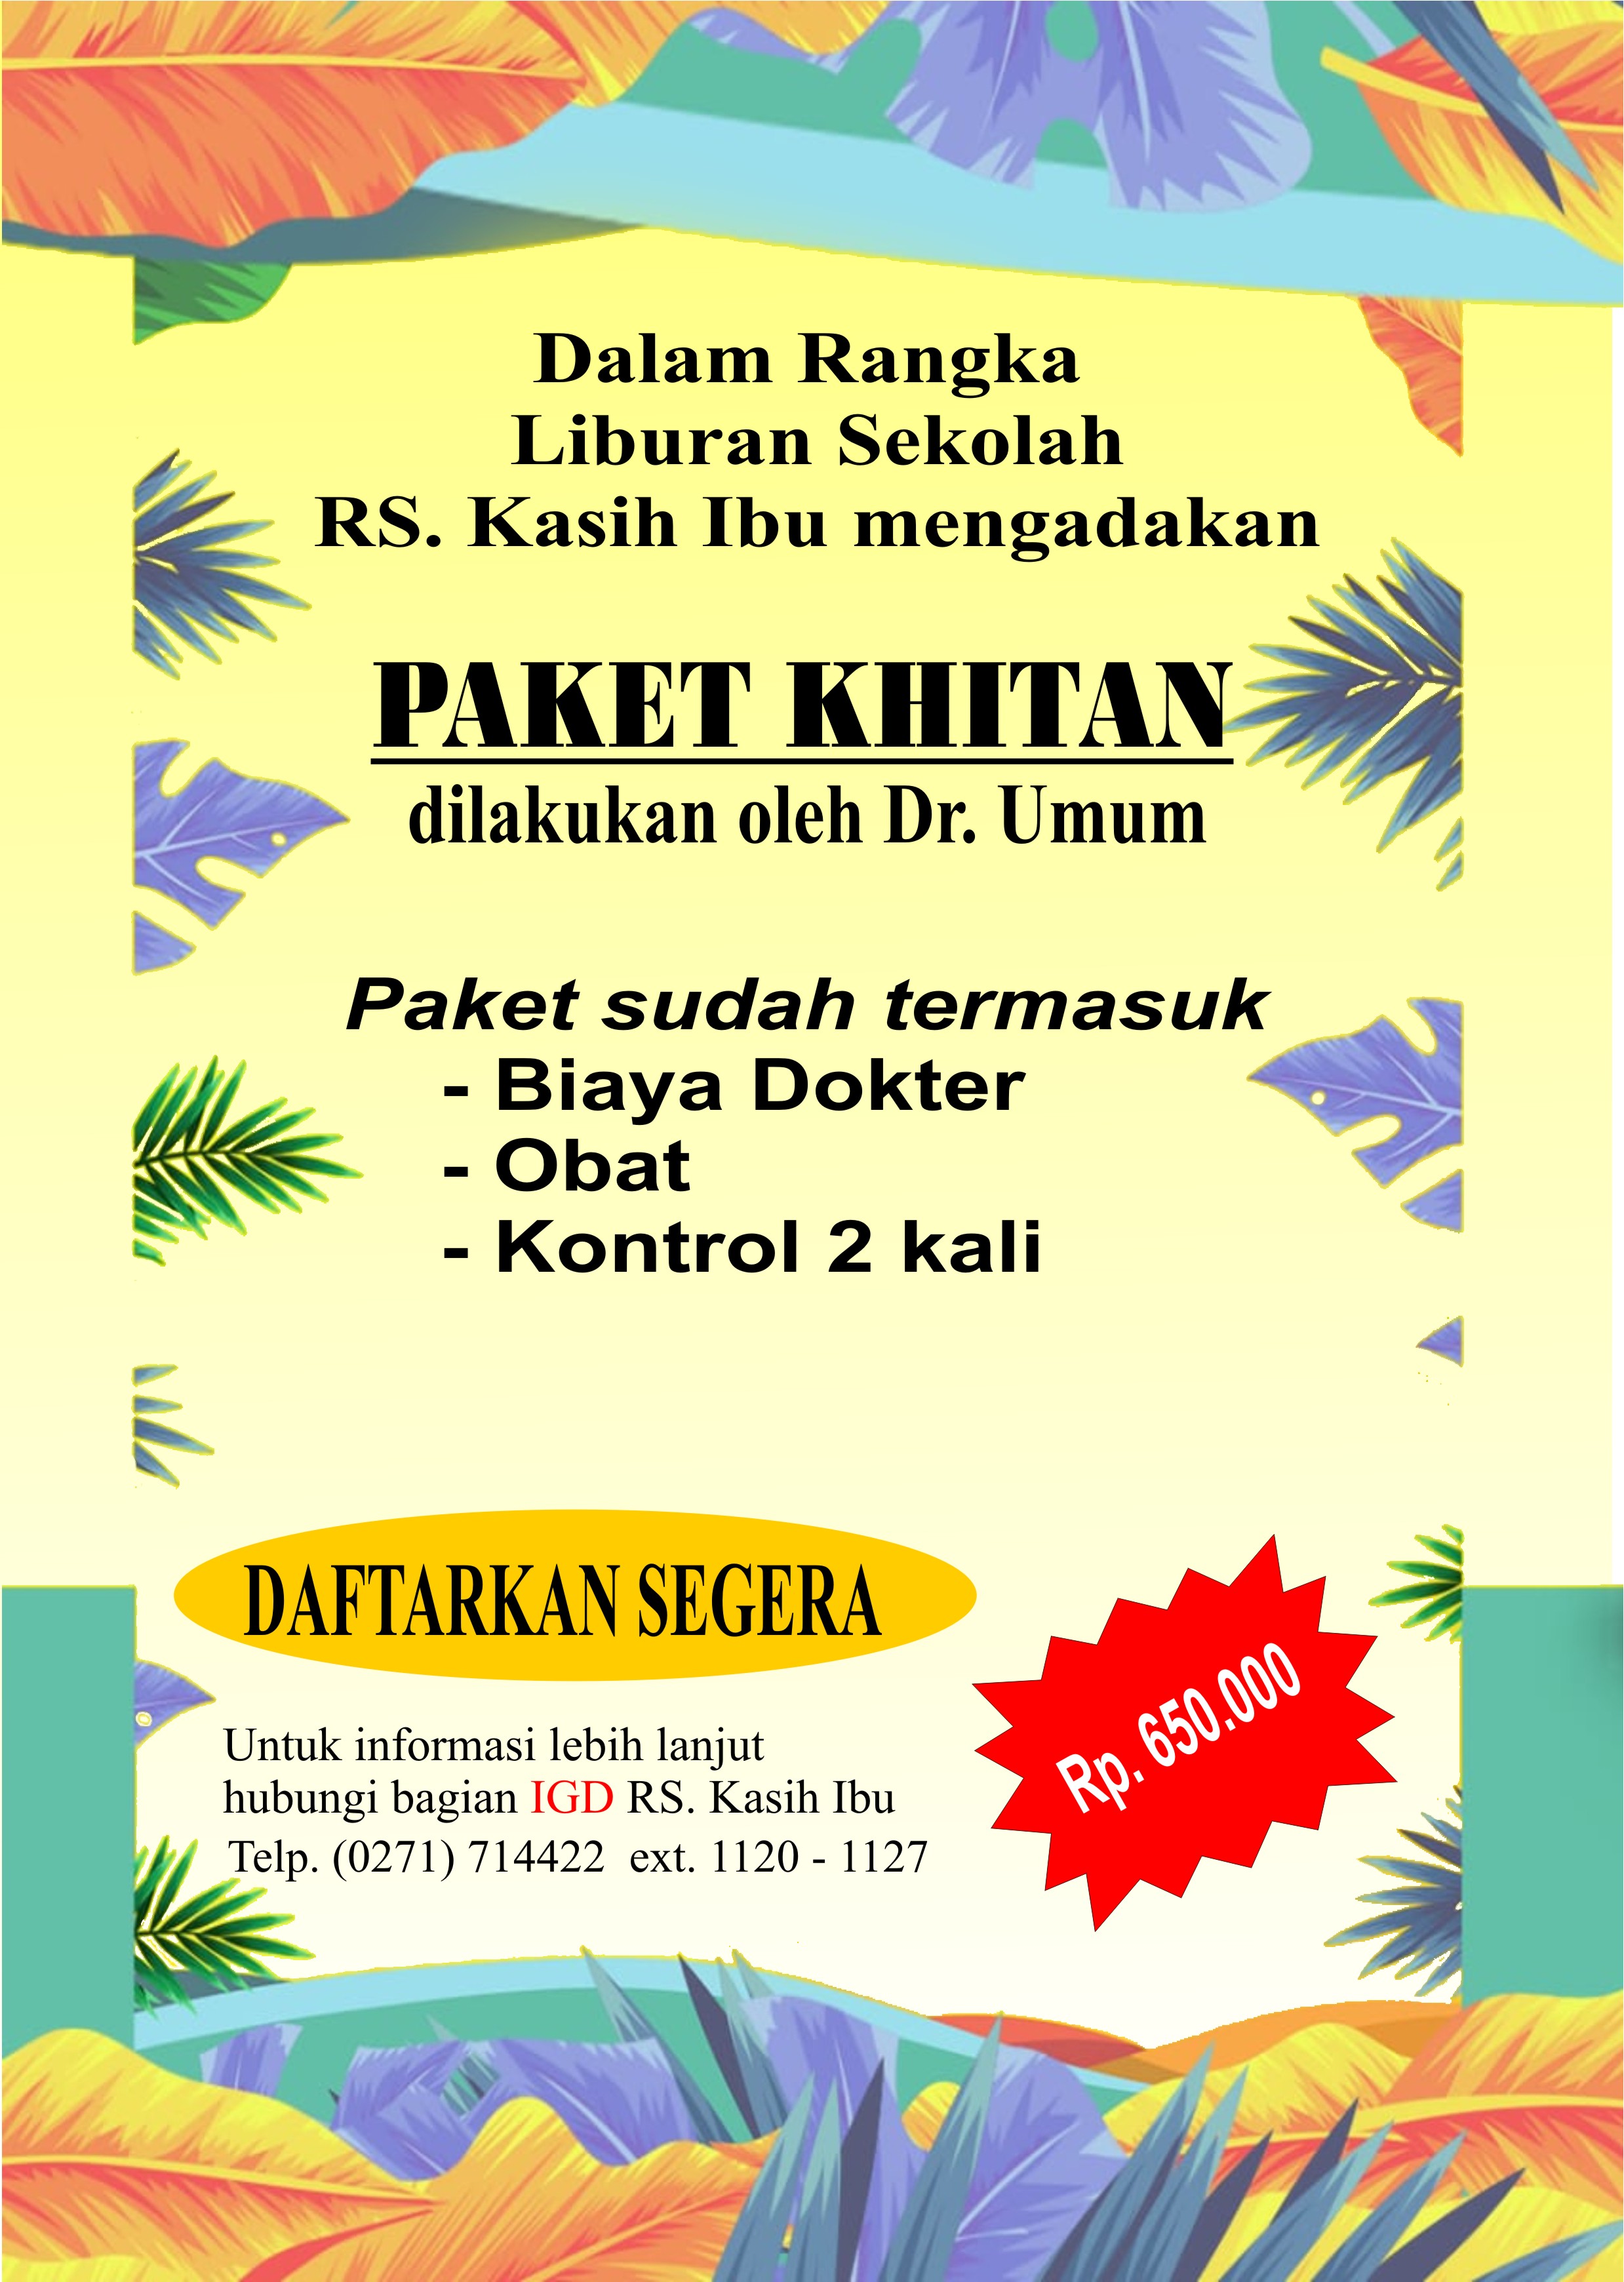 Dalam Rangka
Liburan Sekolah
RS. Kasih Ibu mengadakan
PAKET KHITAN
dilakukan oleh Dr. Umum
Paket sudah termasuk
- Biaya Dokter
- Obat
- Kontrol 2 kali
DAFTARKAN SEGERA
Rp. 650.000
Untuk informasi lebih lanjut
hubungi bagian IGD RS. Kasih Ibu
Telp. (0271) 714422 ext. 1120 - 1127